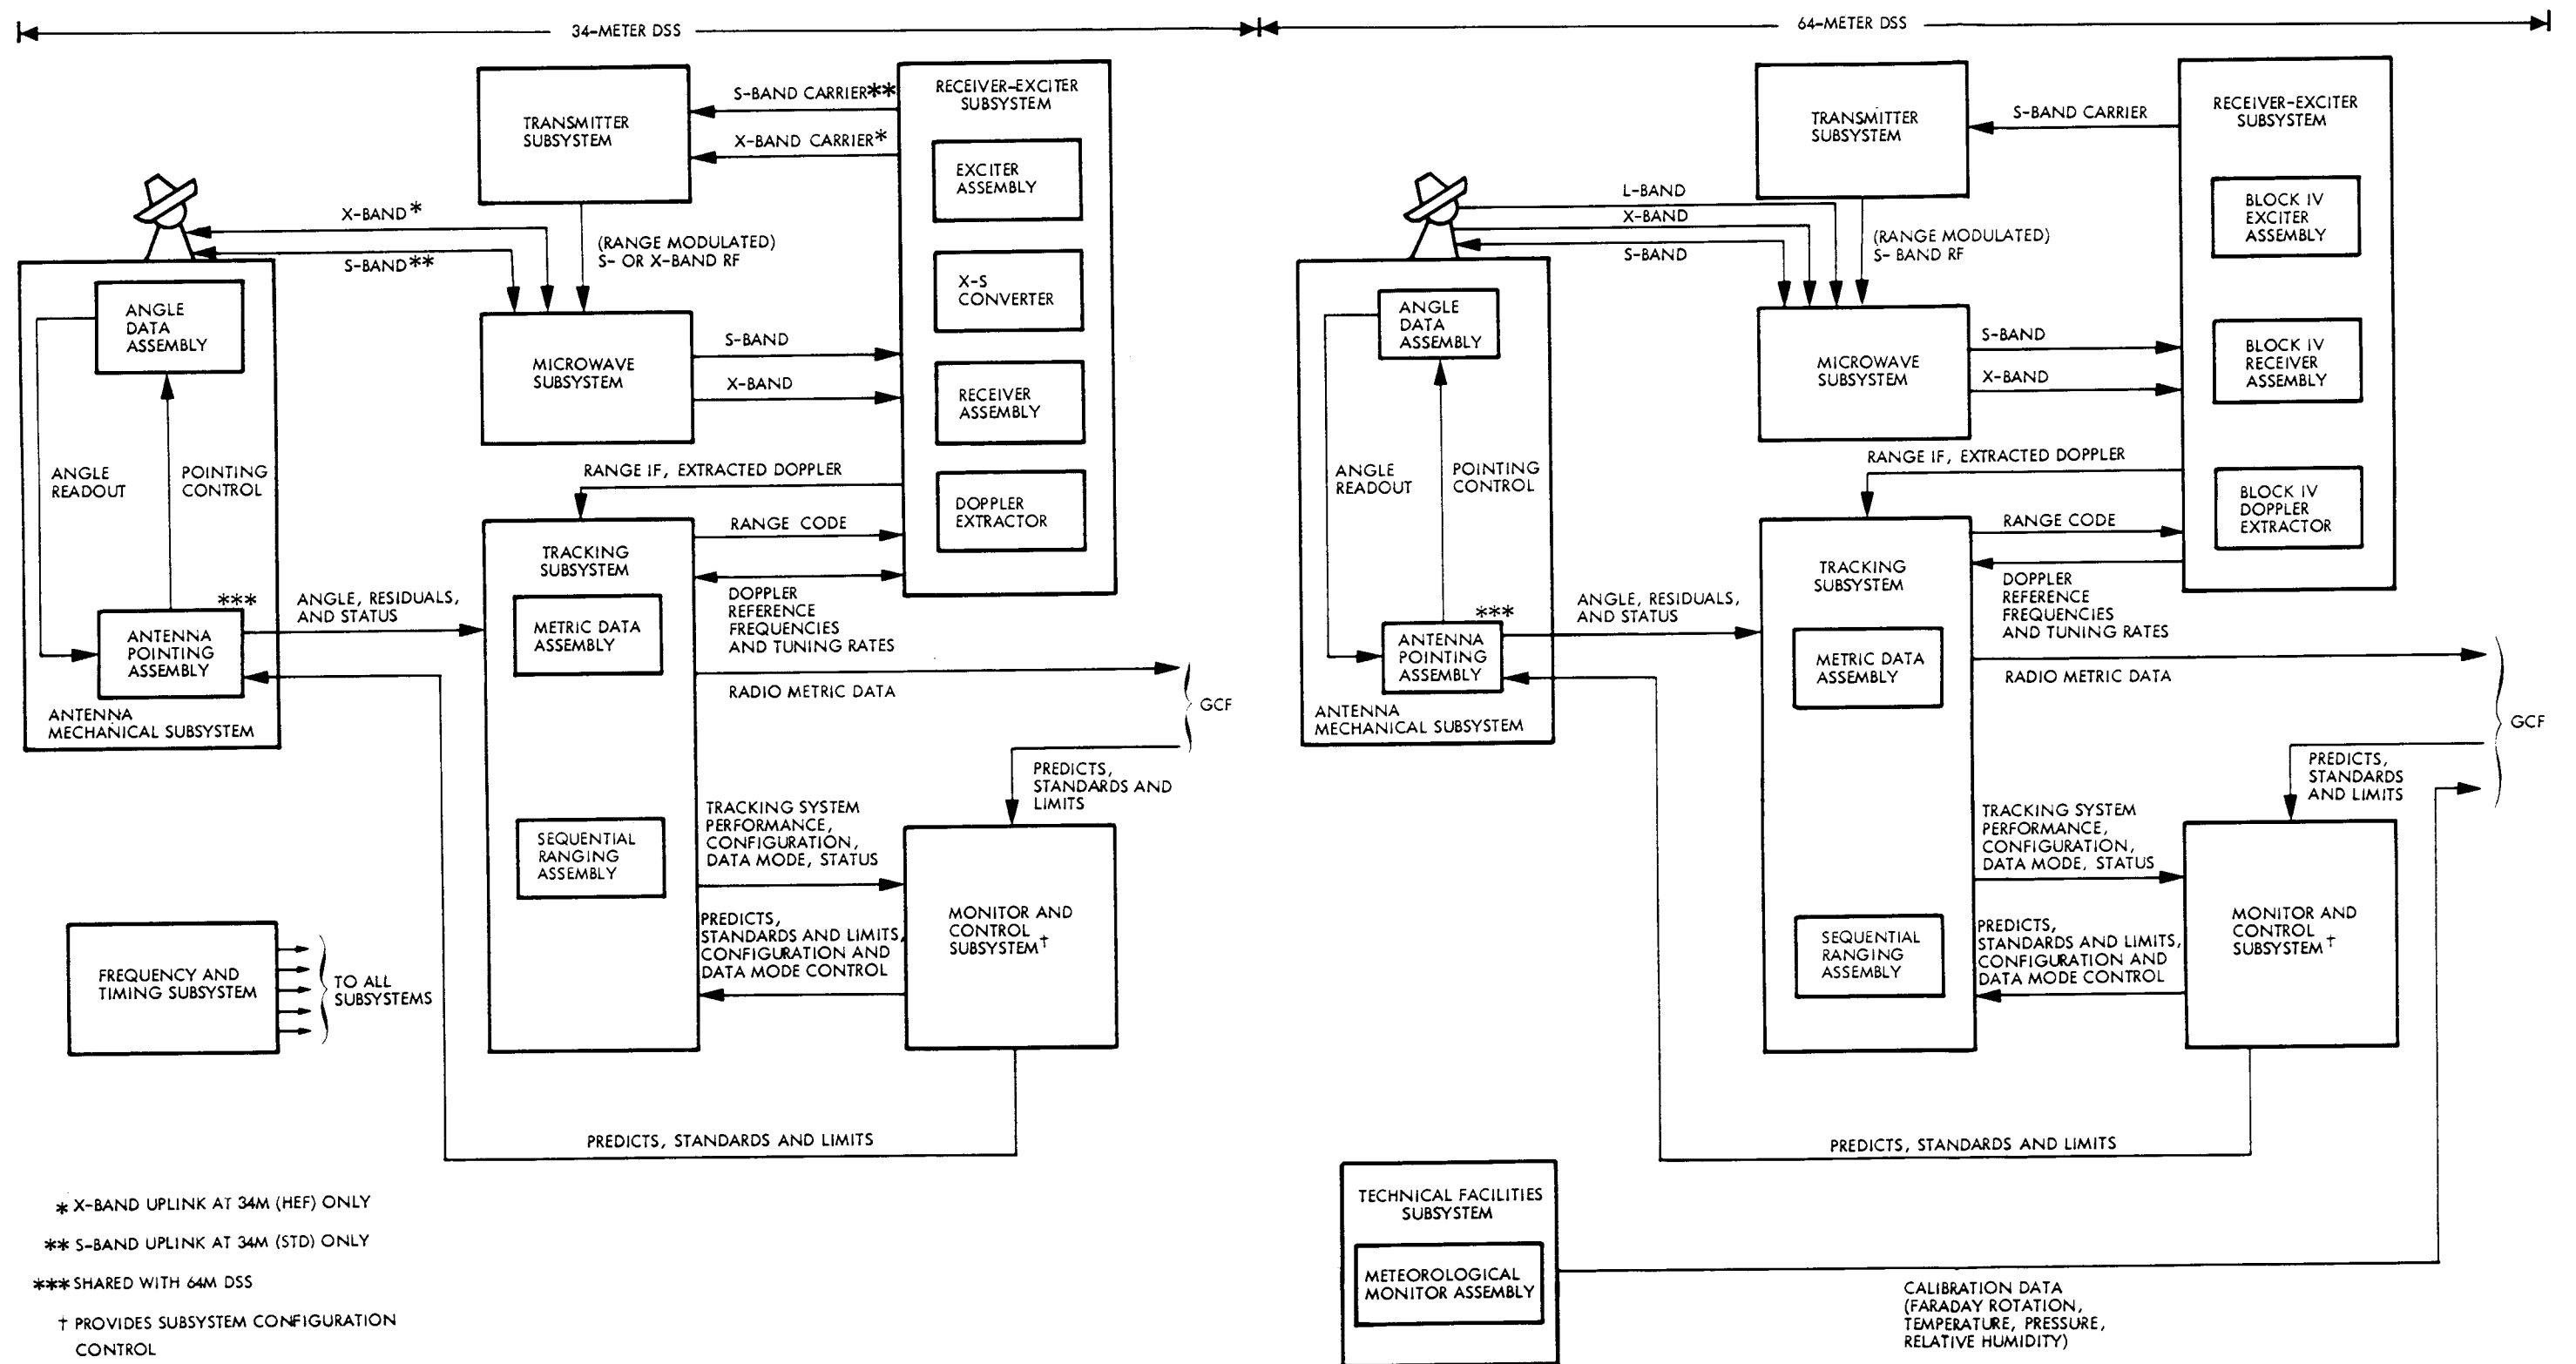 34-METER DSS
64-METER DSS
TRANSMITTER
SUBSYSTEM
S-BAND CARRIER**
X-BAND CARRIER*
RECEIVER-EXCITER
SUBSYSTEM
EXCITER
ASSEMBLY
X-S
CONVERTER
RECEIVER
ASSEMBLY
DOPPLER
EXTRACTOR
X-BAND*
S-BAND**
(RANGE MODULATED)
S- OR X-BAND RF
MICROWAVE
SUBSYSTEM
S-BAND
X-BAND
ANGLE
DATA
ASSEMBLY
ANGLE
READOUT
POINTING
CONTROL
***
ANTENNA
POINTING
ASSEMBLY
ANTENNA
MECHANICAL SUBSYSTEM
ANGLE, RESIDUALS,
AND STATUS
RANGE IF, EXTRACTED DOPPLER
RANGE CODE
TRACKING
SUBSYSTEM
METRIC DATA
ASSEMBLY
SEQUENTIAL
RANGING
ASSEMBLY
DOPPLER
REFERENCE
FREQUENCIES
AND TUNING RATES
RADIO METRIC DATA
GCF
PREDICTS,
STANDARDS AND
LIMITS
TRACKING SYSTEM
PERFORMANCE,
CONFIGURATION,
DATA MODE, STATUS
PREDICTS,
STANDARDS AND LIMITS,
CONFIGURATION AND
DATA MODE CONTROL
MONITOR AND
CONTROL
SUBSYSTEM†
FREQUENCY AND
TIMING SUBSYSTEM
TO ALL
SUBSYSTEMS
PREDICTS, STANDARDS AND LIMITS
* X-BAND UPLINK AT 34M (HEF) ONLY
** S-BAND UPLINK AT 34M (STD) ONLY
*** SHARED WITH 64M DSS
† PROVIDES SUBSYSTEM CONFIGURATION
CONTROL
TRANSMITTER
SUBSYSTEM
S-BAND CARRIER
RECEIVER-EXCITER
SUBSYSTEM
BLOCK IV
EXCITER
ASSEMBLY
BLOCK IV
RECEIVER
ASSEMBLY
BLOCK IV
DOPPLER
EXTRACTOR
L-BAND
X-BAND
S-BAND
(RANGE MODULATED)
S- BAND RF
MICROWAVE
SUBSYSTEM
S-BAND
X-BAND
ANGLE
DATA
ASSEMBLY
ANGLE
READOUT
POINTING
CONTROL
***
ANTENNA
POINTING
ASSEMBLY
ANTENNA
MECHANICAL SUBSYSTEM
ANGLE, RESIDUALS,
AND STATUS
RANGE IF, EXTRACTED DOPPLER
RANGE CODE
TRACKING
SUBSYSTEM
METRIC DATA
ASSEMBLY
SEQUENTIAL
RANGING
ASSEMBLY
DOPPLER
REFERENCE
FREQUENCIES
AND TUNING RATES
RADIO METRIC DATA
GCF
PREDICTS,
STANDARDS
AND LIMITS
TRACKING SYSTEM
PERFORMANCE,
CONFIGURATION,
DATA MODE, STATUS
PREDICTS,
STANDARDS AND LIMITS,
CONFIGURATION AND
DATA MODE CONTROL
MONITOR AND
CONTROL
SUBSYSTEM†
PREDICTS, STANDARDS AND LIMITS
TECHNICAL FACILITIES
SUBSYSTEM
METEOROLOGICAL
MONITOR ASSEMBLY
CALIBRATION DATA
(FARADAY ROTATION,
TEMPERATURE, PRESSURE,
RELATIVE HUMIDITY)